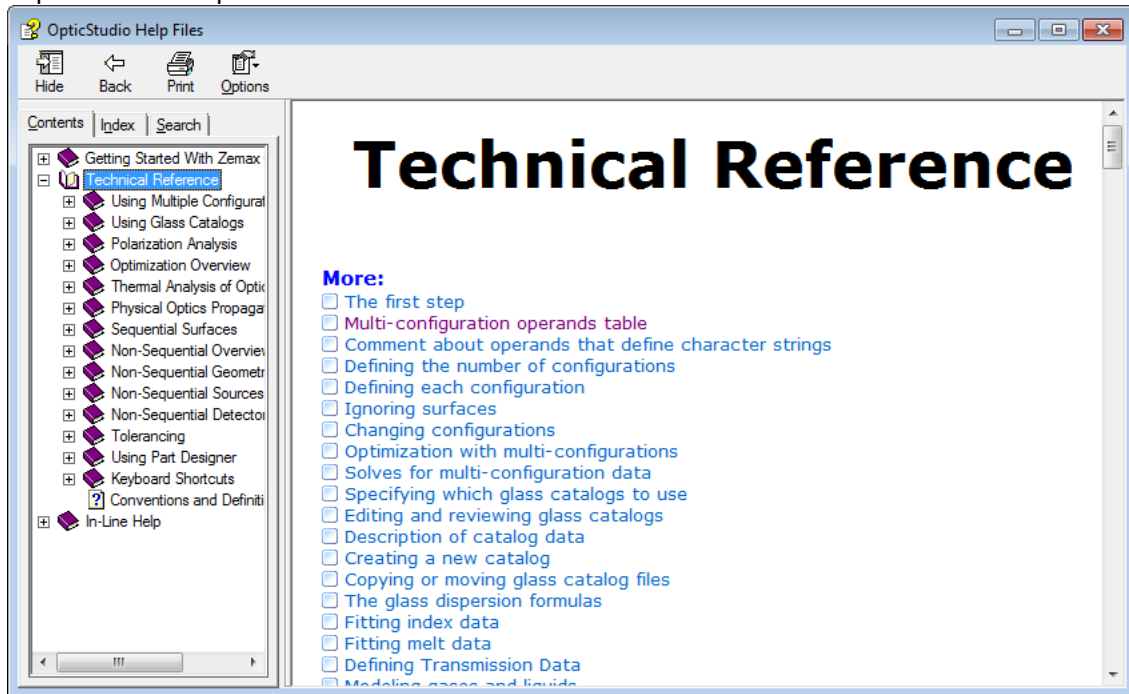 OpticStudio Help Files
Hide Back Print Options
Contents Index Search
Getting Started With Zemax
Technical Reference
Using Multiple Configurat
Using Glass Catalogs
Polarization Analysis
Optimization Overview
Thermal Analysis of Optic
Physical Optics Propaga
Sequential Surfaces
Non-Sequential Overview
Non-Sequential Geometr
Non-Sequential Sources
Non-Sequential Detector
Tolerancing
Using Part Designer
Keyboard Shortcuts
Conventions and Definiti
In-Line Help
Technical Reference
More:
The first step
Multi-configuration operands table
Comment about operands that define character strings
Defining the number of configurations
Defining each configuration
Ignoring surfaces
Changing configurations
Optimization with multi-configurations
Solves for multi-configuration data
Specifying which glass catalogs to use
Editing and reviewing glass catalogs
Description of catalog data
Creating a new catalog
Copying or moving glass catalog files
The glass dispersion formulas
Fitting index data
Fitting melt data
Defining Transmission Data
Modeling gases and liquids